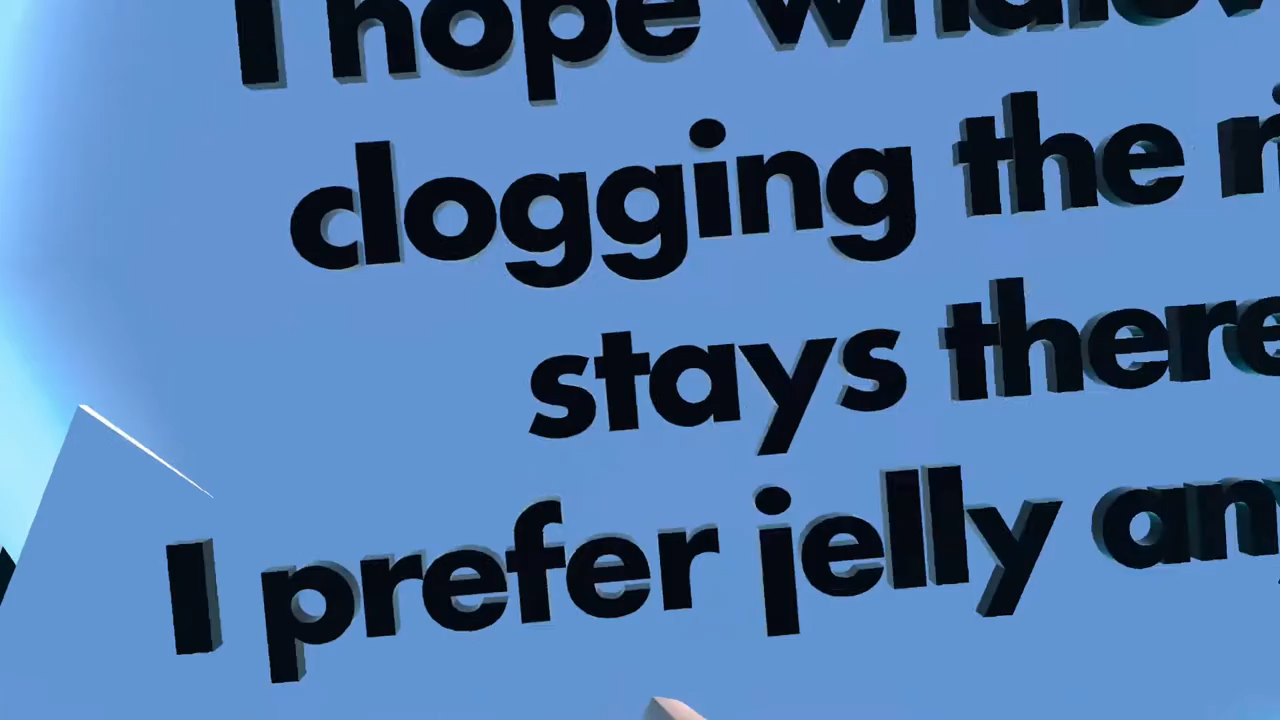 I hope
clogging the
stays there
I prefer jelly